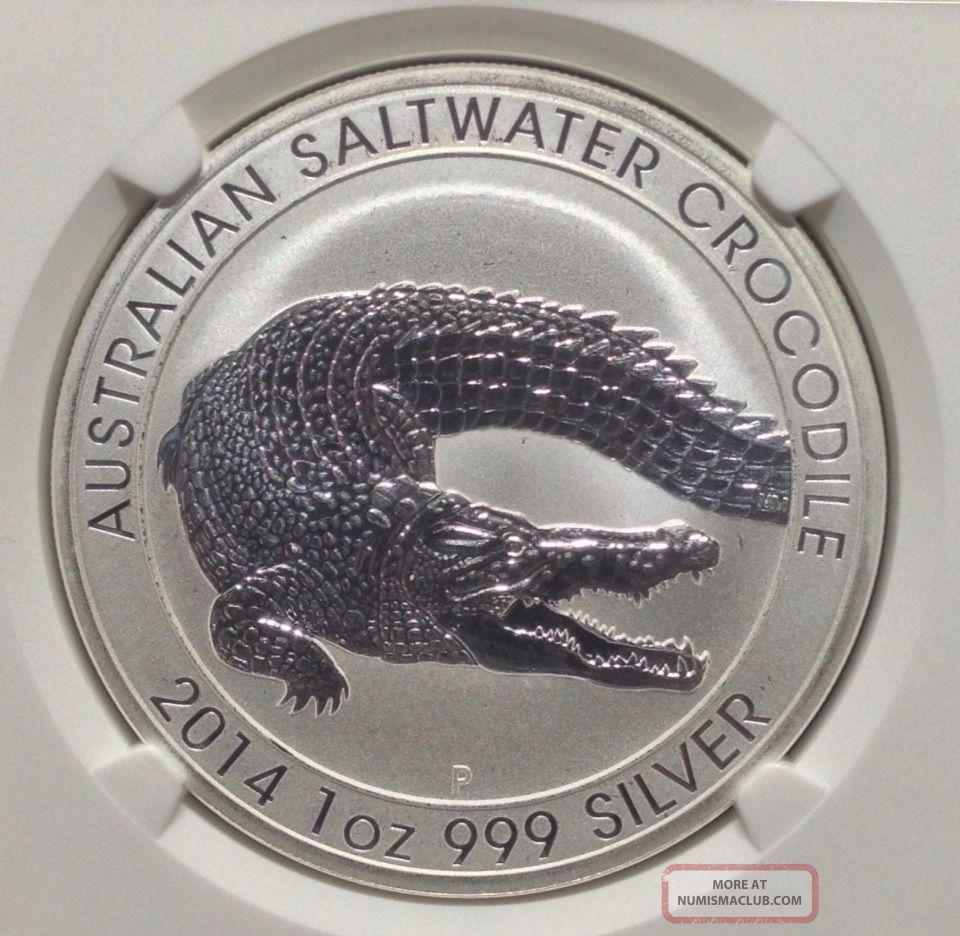 AUSTRALIAN SALTWATER CROCODILE
P
2014 1oz 999 SILVER
MORE AT
NUMISMACLUB.COM